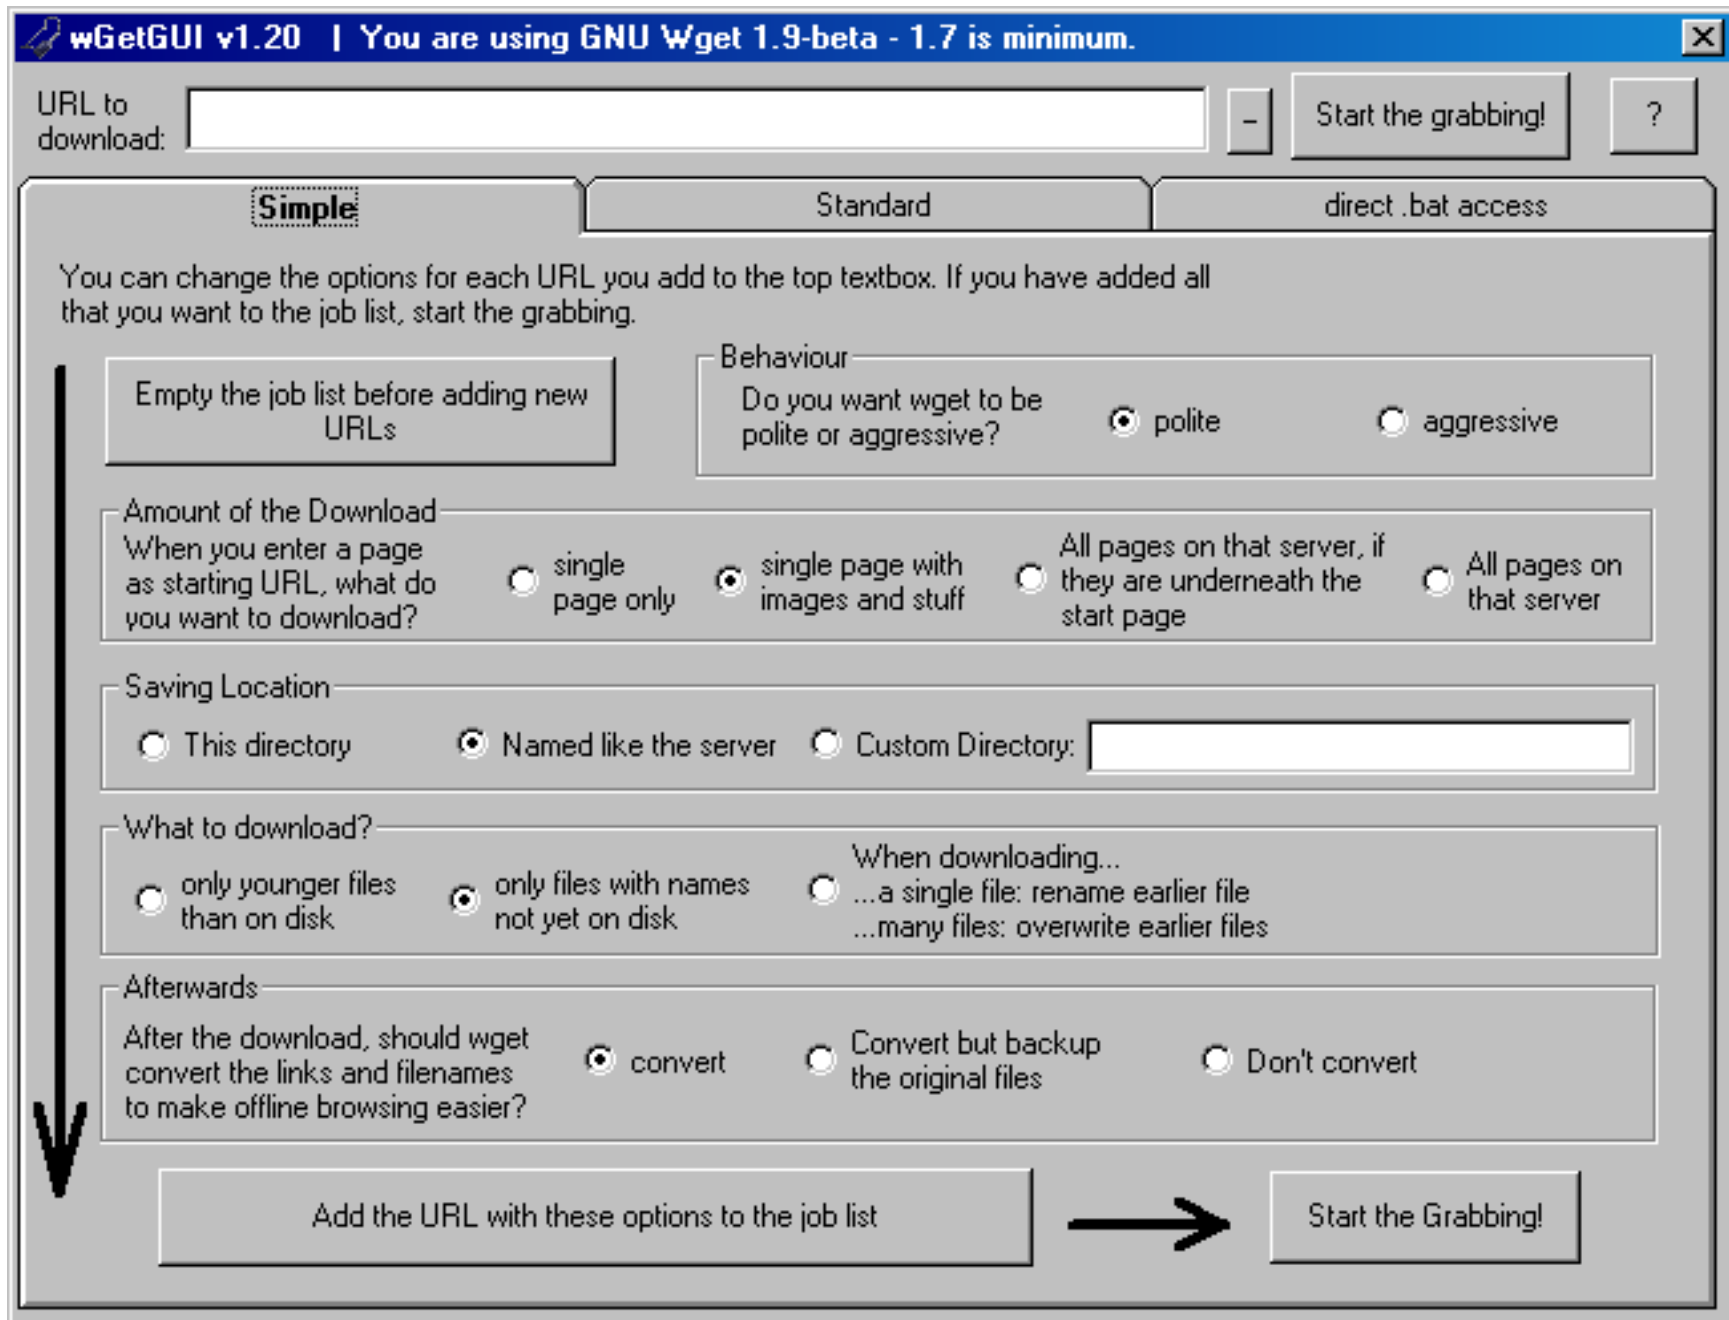 wGetGUI v1.20 | You are using GNU Wget 1.9-beta - 1.7 is minimum.
URL to
download:
-
Start the grabbing!
?
Simple
Standard
direct .bat access
You can change the options for each URL you add to the top textbox. If you have added all
that you want to the job list, start the grabbing.
Empty the job list before adding new
URLs
Behaviour
Do you want wget to be
polite or aggressive?
polite
aggressive
Amount of the Download
When you enter a page
as starting URL, what do
you want to download?
single
page only
single page with
images and stuff
All pages on that server, if
they are underneath the
start page
All pages on
that server
Saving Location
This directory
Named like the server
Custom Directory:
What to download?
only younger files
than on disk
only files with names
not yet on disk
When downloading...
...a single file: rename earlier file
...many files: overwrite earlier files
Afterwards
After the download, should wget
convert the links and filenames
to make offline browsing easier?
convert
Convert but backup
the original files
Don't convert
Add the URL with these options to the job list
Start the Grabbing!